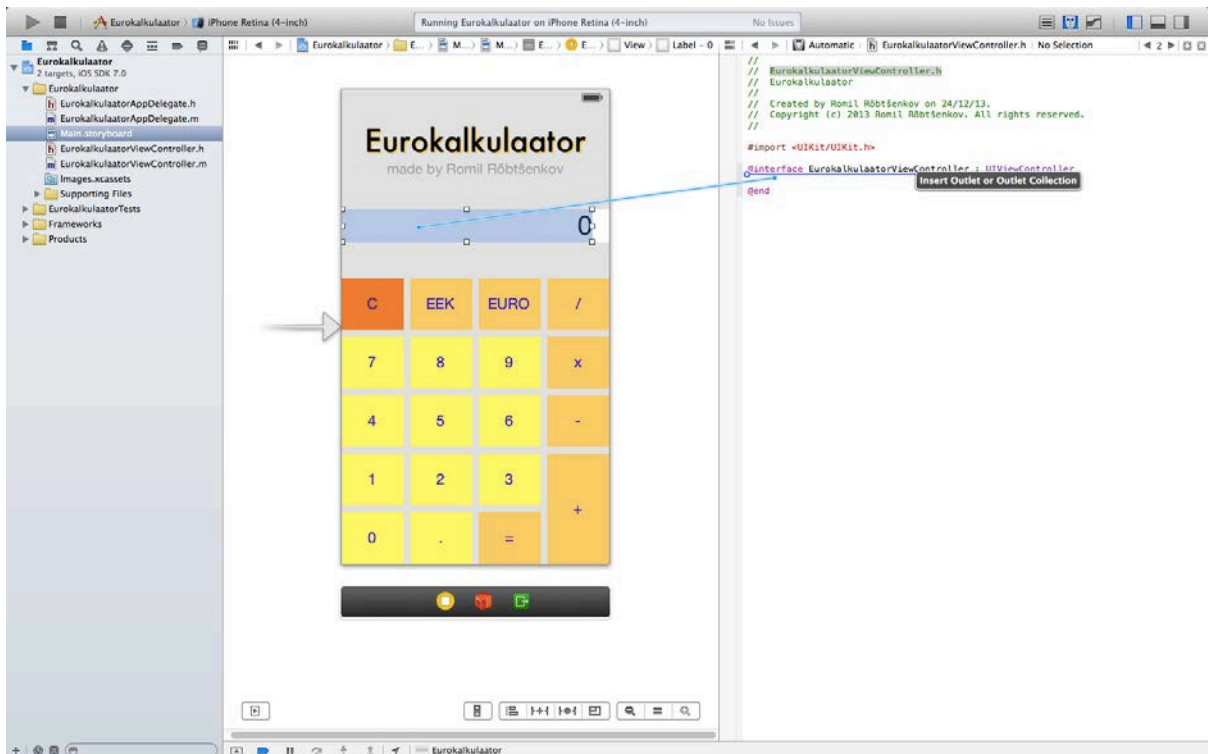 Eurokalkulaator
iPhone Retina (4-inch)
Running Eurokalkulaator on iPhone Retina (4-inch)
No Issues
Eurokalkulaator
2 targets, iOS SDK 7.0
Eurokalkulaator
EurokalkulaatorAppDelegate.h
EurokalkulaatorAppDelegate.m
Main.storyboard
EurokalkulaatorViewController.h
EurokalkulaatorViewController.m
Images.xcassets
Supporting Files
EurokalkulaatorTests
Frameworks
Products
Eurokalkulaator E... M...) M...) E...) E...) View Label - 0
Automatic EurokalkulaatorViewController.h No Selection 2
Eurokalkulaator
made by Romil Rõbtšenkov
0
C EEK EURO /
7 8 9 x
4 5 6 -
1 2 3
+
0 . =
//
// EurokalkulaatorViewController.h
// Eurokalkulaator
//
// Created by Romil Rõbtšenkov on 24/12/13.
// Copyright (c) 2013 Romil Rõbtšenkov. All rights reserved.
//
#import <UIKit/UIKit.h>
@interface EurokalkulaatorViewController : UIViewController
Insert Outlet or Outlet Collection
@end
Eurokalkulaator